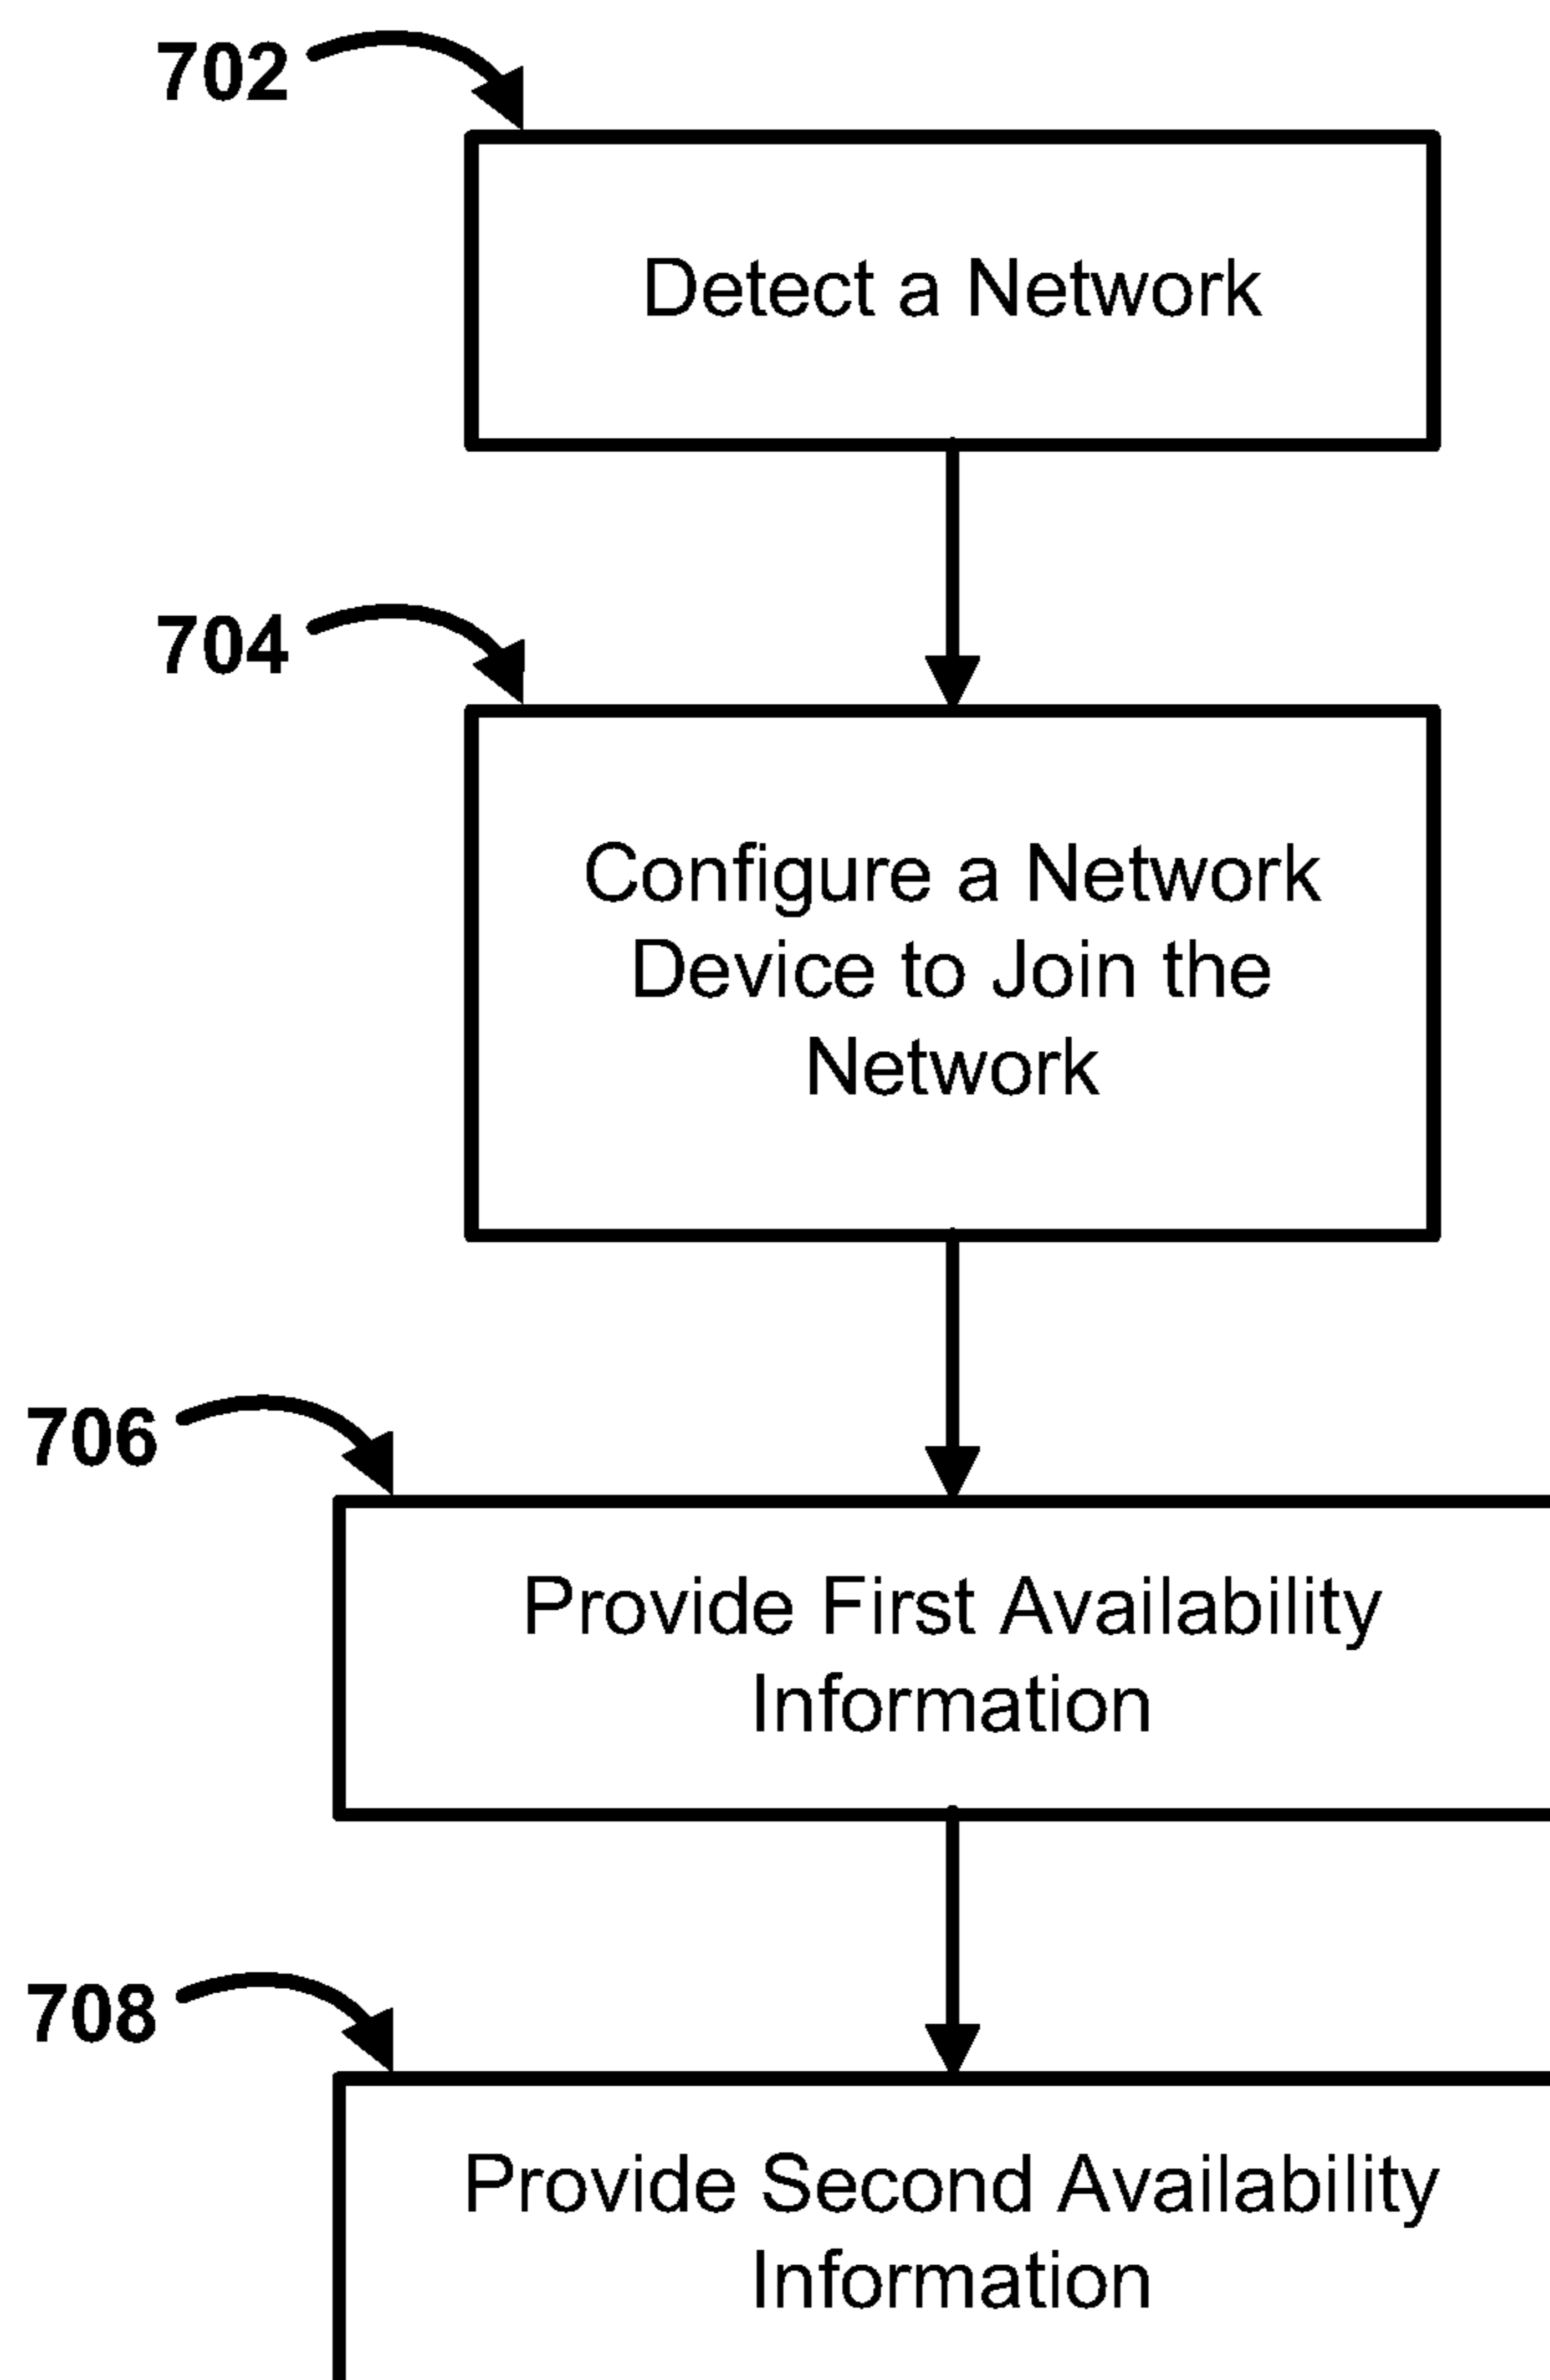 702
Detect a Network
704
Configure a Network
Device to Join the
Network
706
Provide First Availability
Information
708
Provide Second Availability
Information